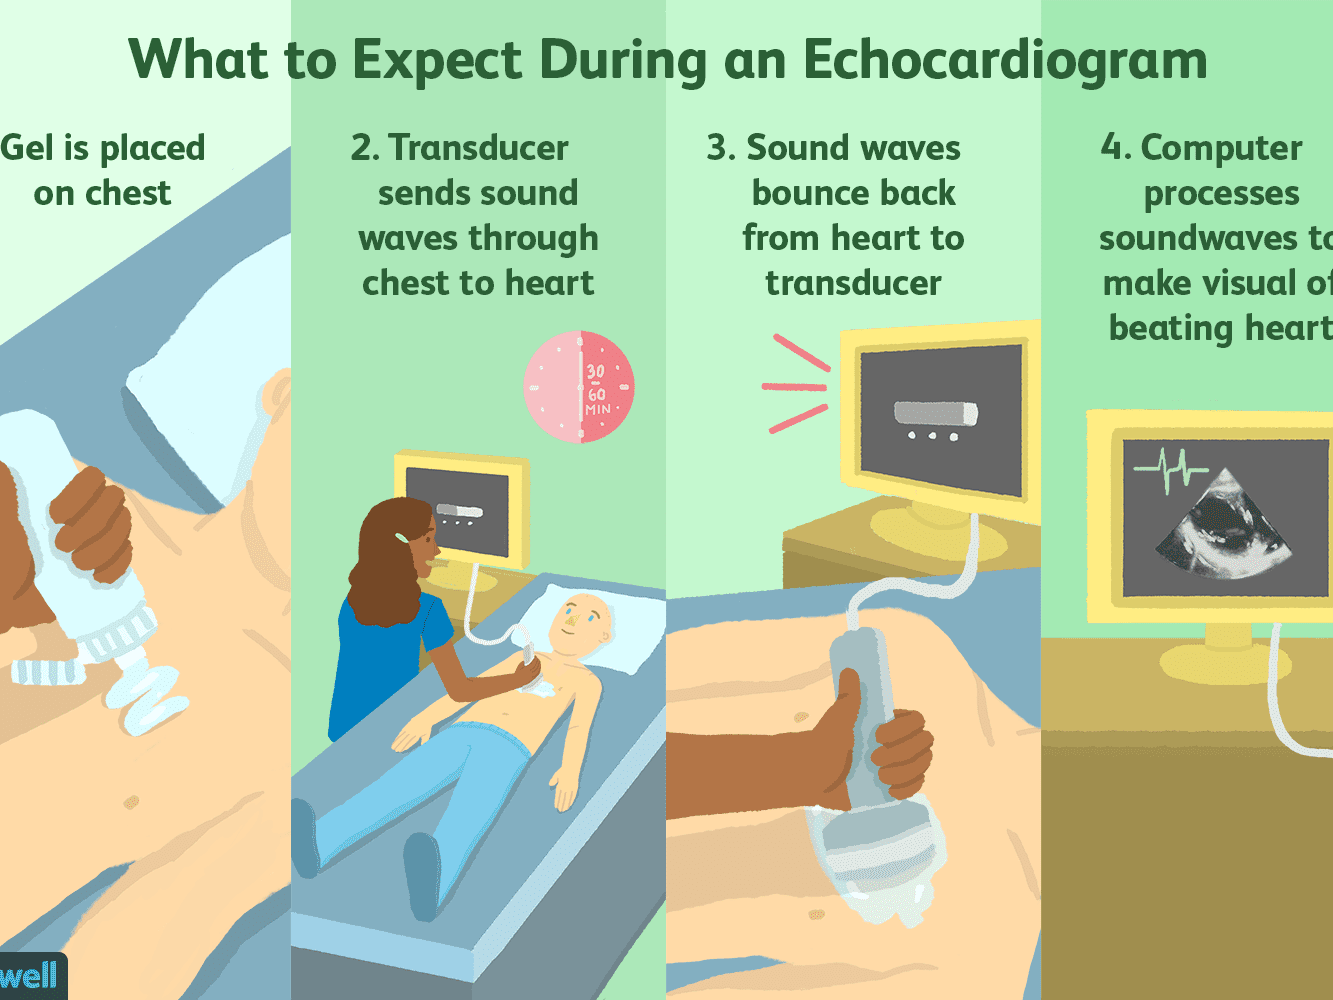 What to Expect During an Echocardiogram
Gel is placed
on chest
2. Transducer
sends sound
waves through
chest to heart
30
60
MIN
3. Sound waves
bounce back
from heart to
transducer
4. Computer
processes
soundwaves to
make visual of
beating heart
well